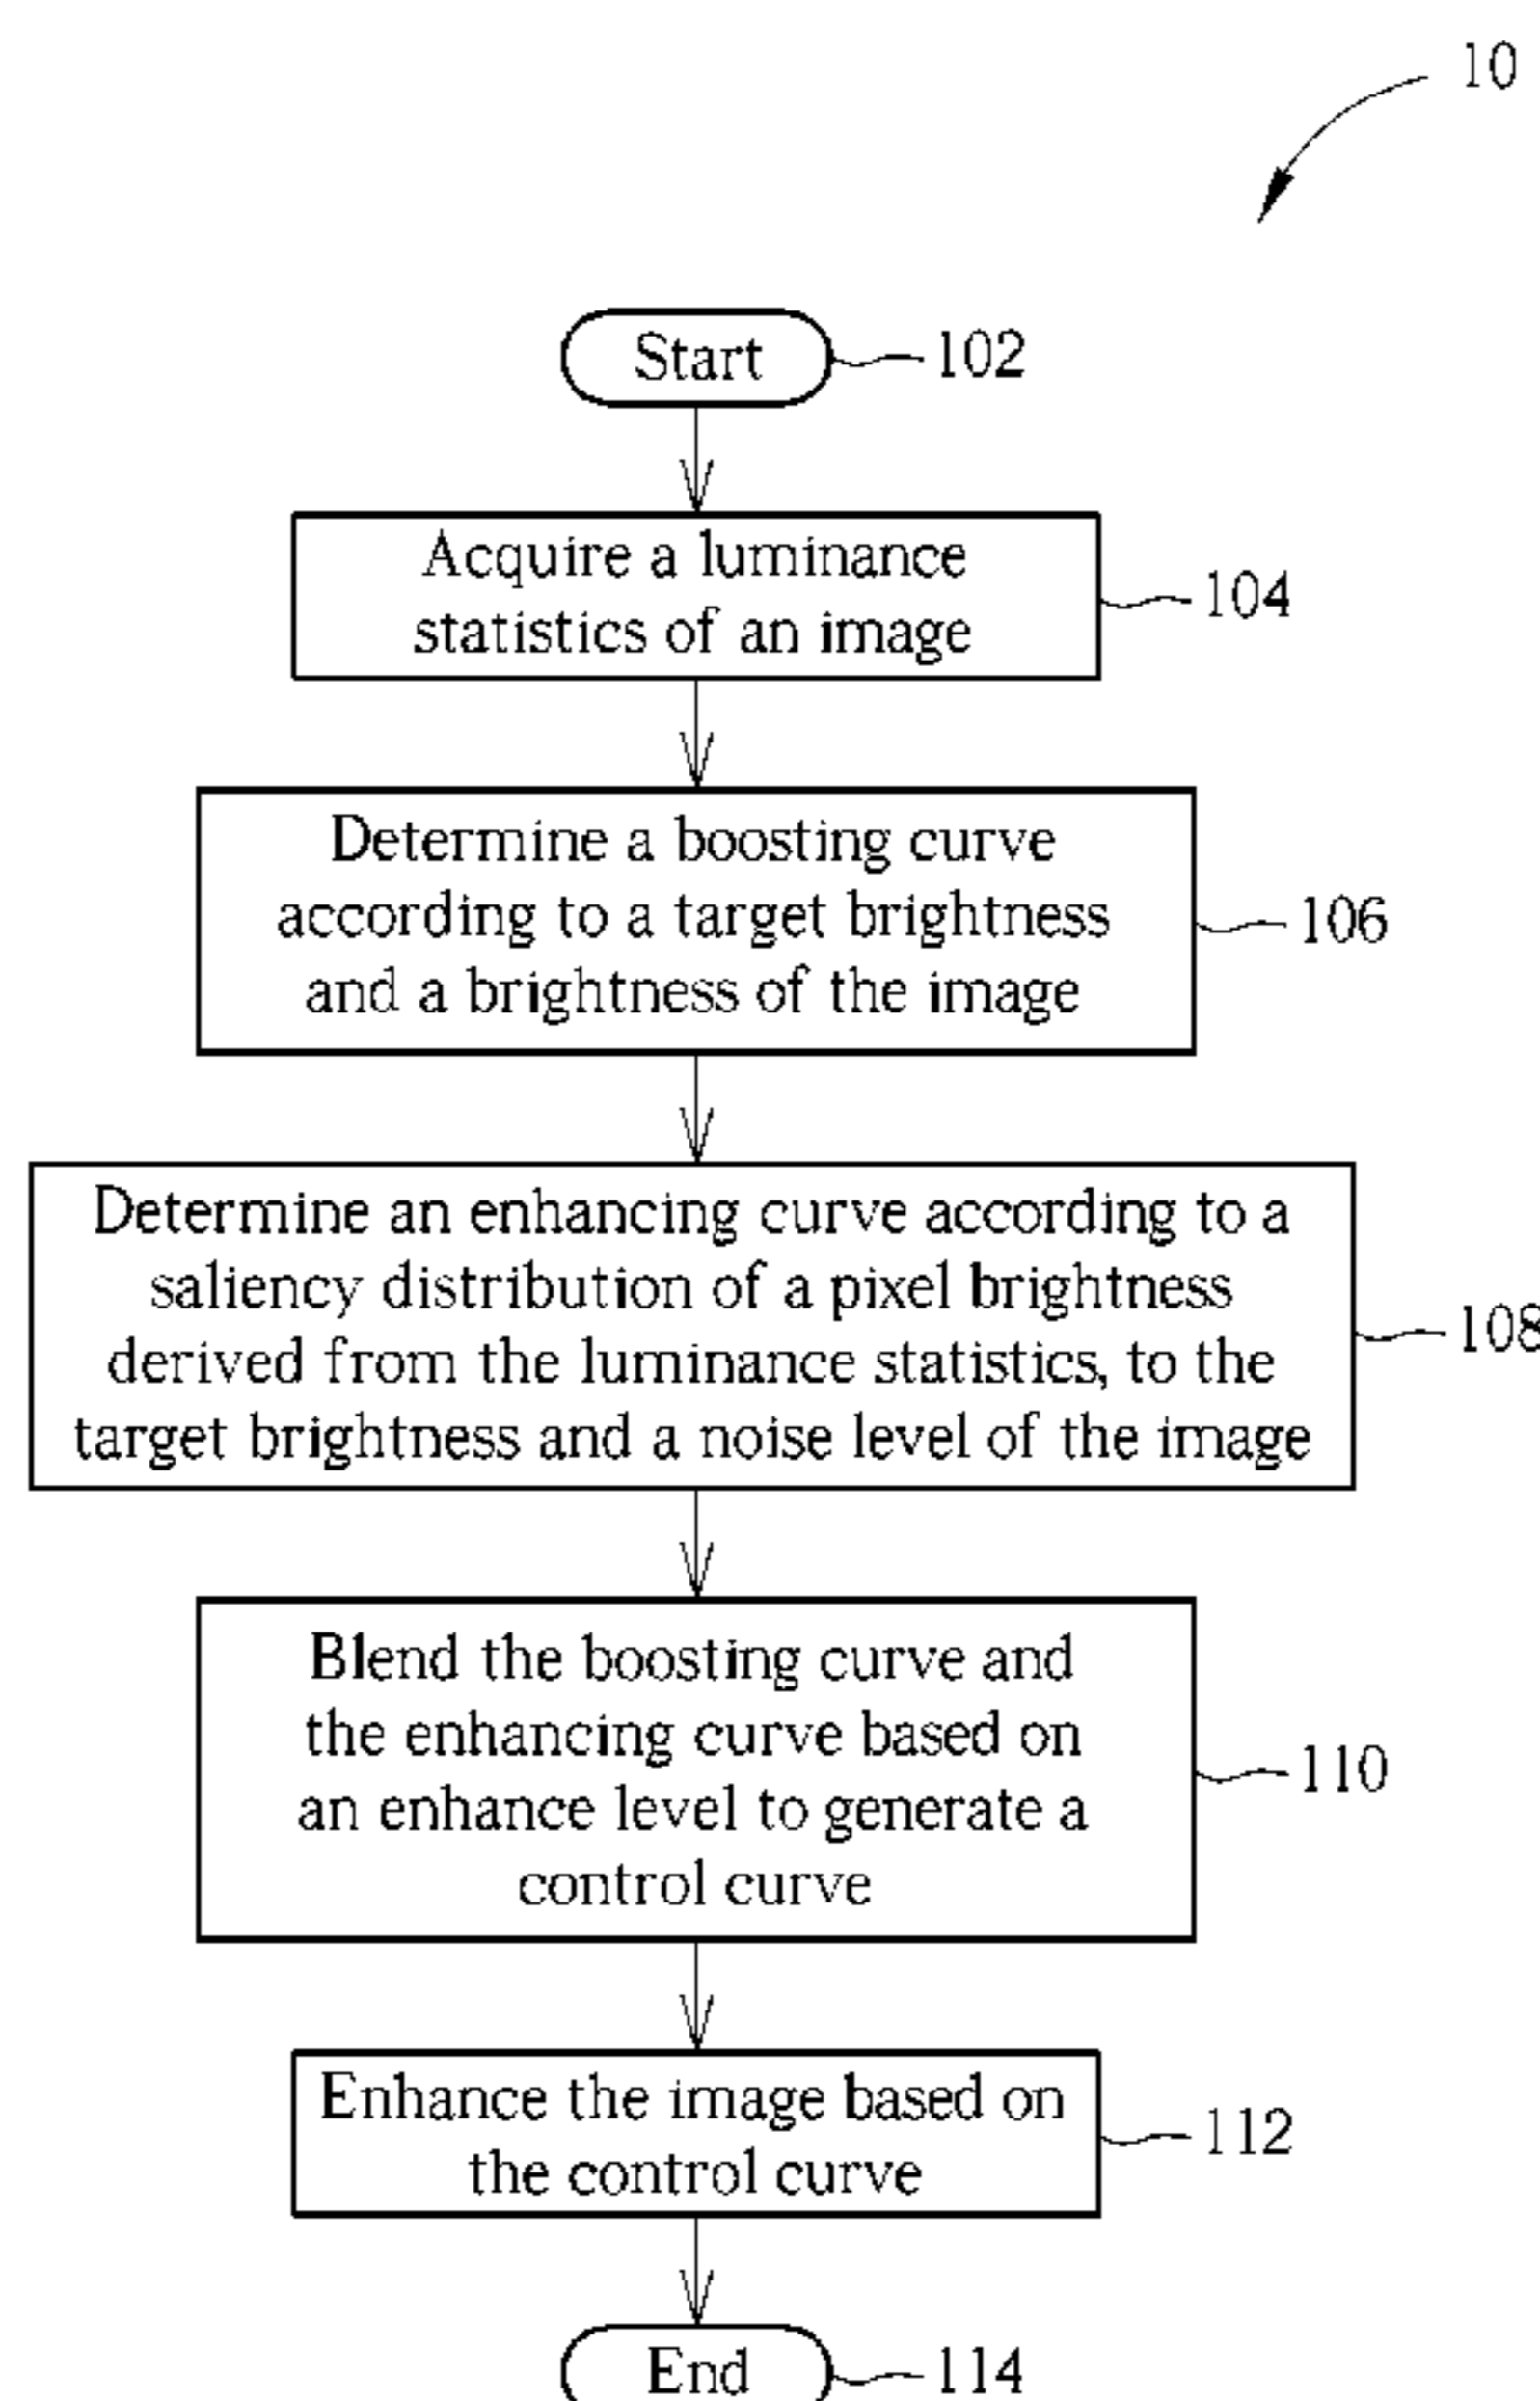 10
Start
102
Acquire a luminance
statistics of an image
104
Determine a boosting curve
according to a target brightness
and a brightness of the image
106
Determine an enhancing curve according to a
saliency distribution of a pixel brightness
derived from the luminance statistics, to the
target brightness and a noise level of the image
108
Blend the boosting curve and
the enhancing curve based on
an enhance level to generate a
control curve
110
Enhance the image based on
the control curve
112
End
114